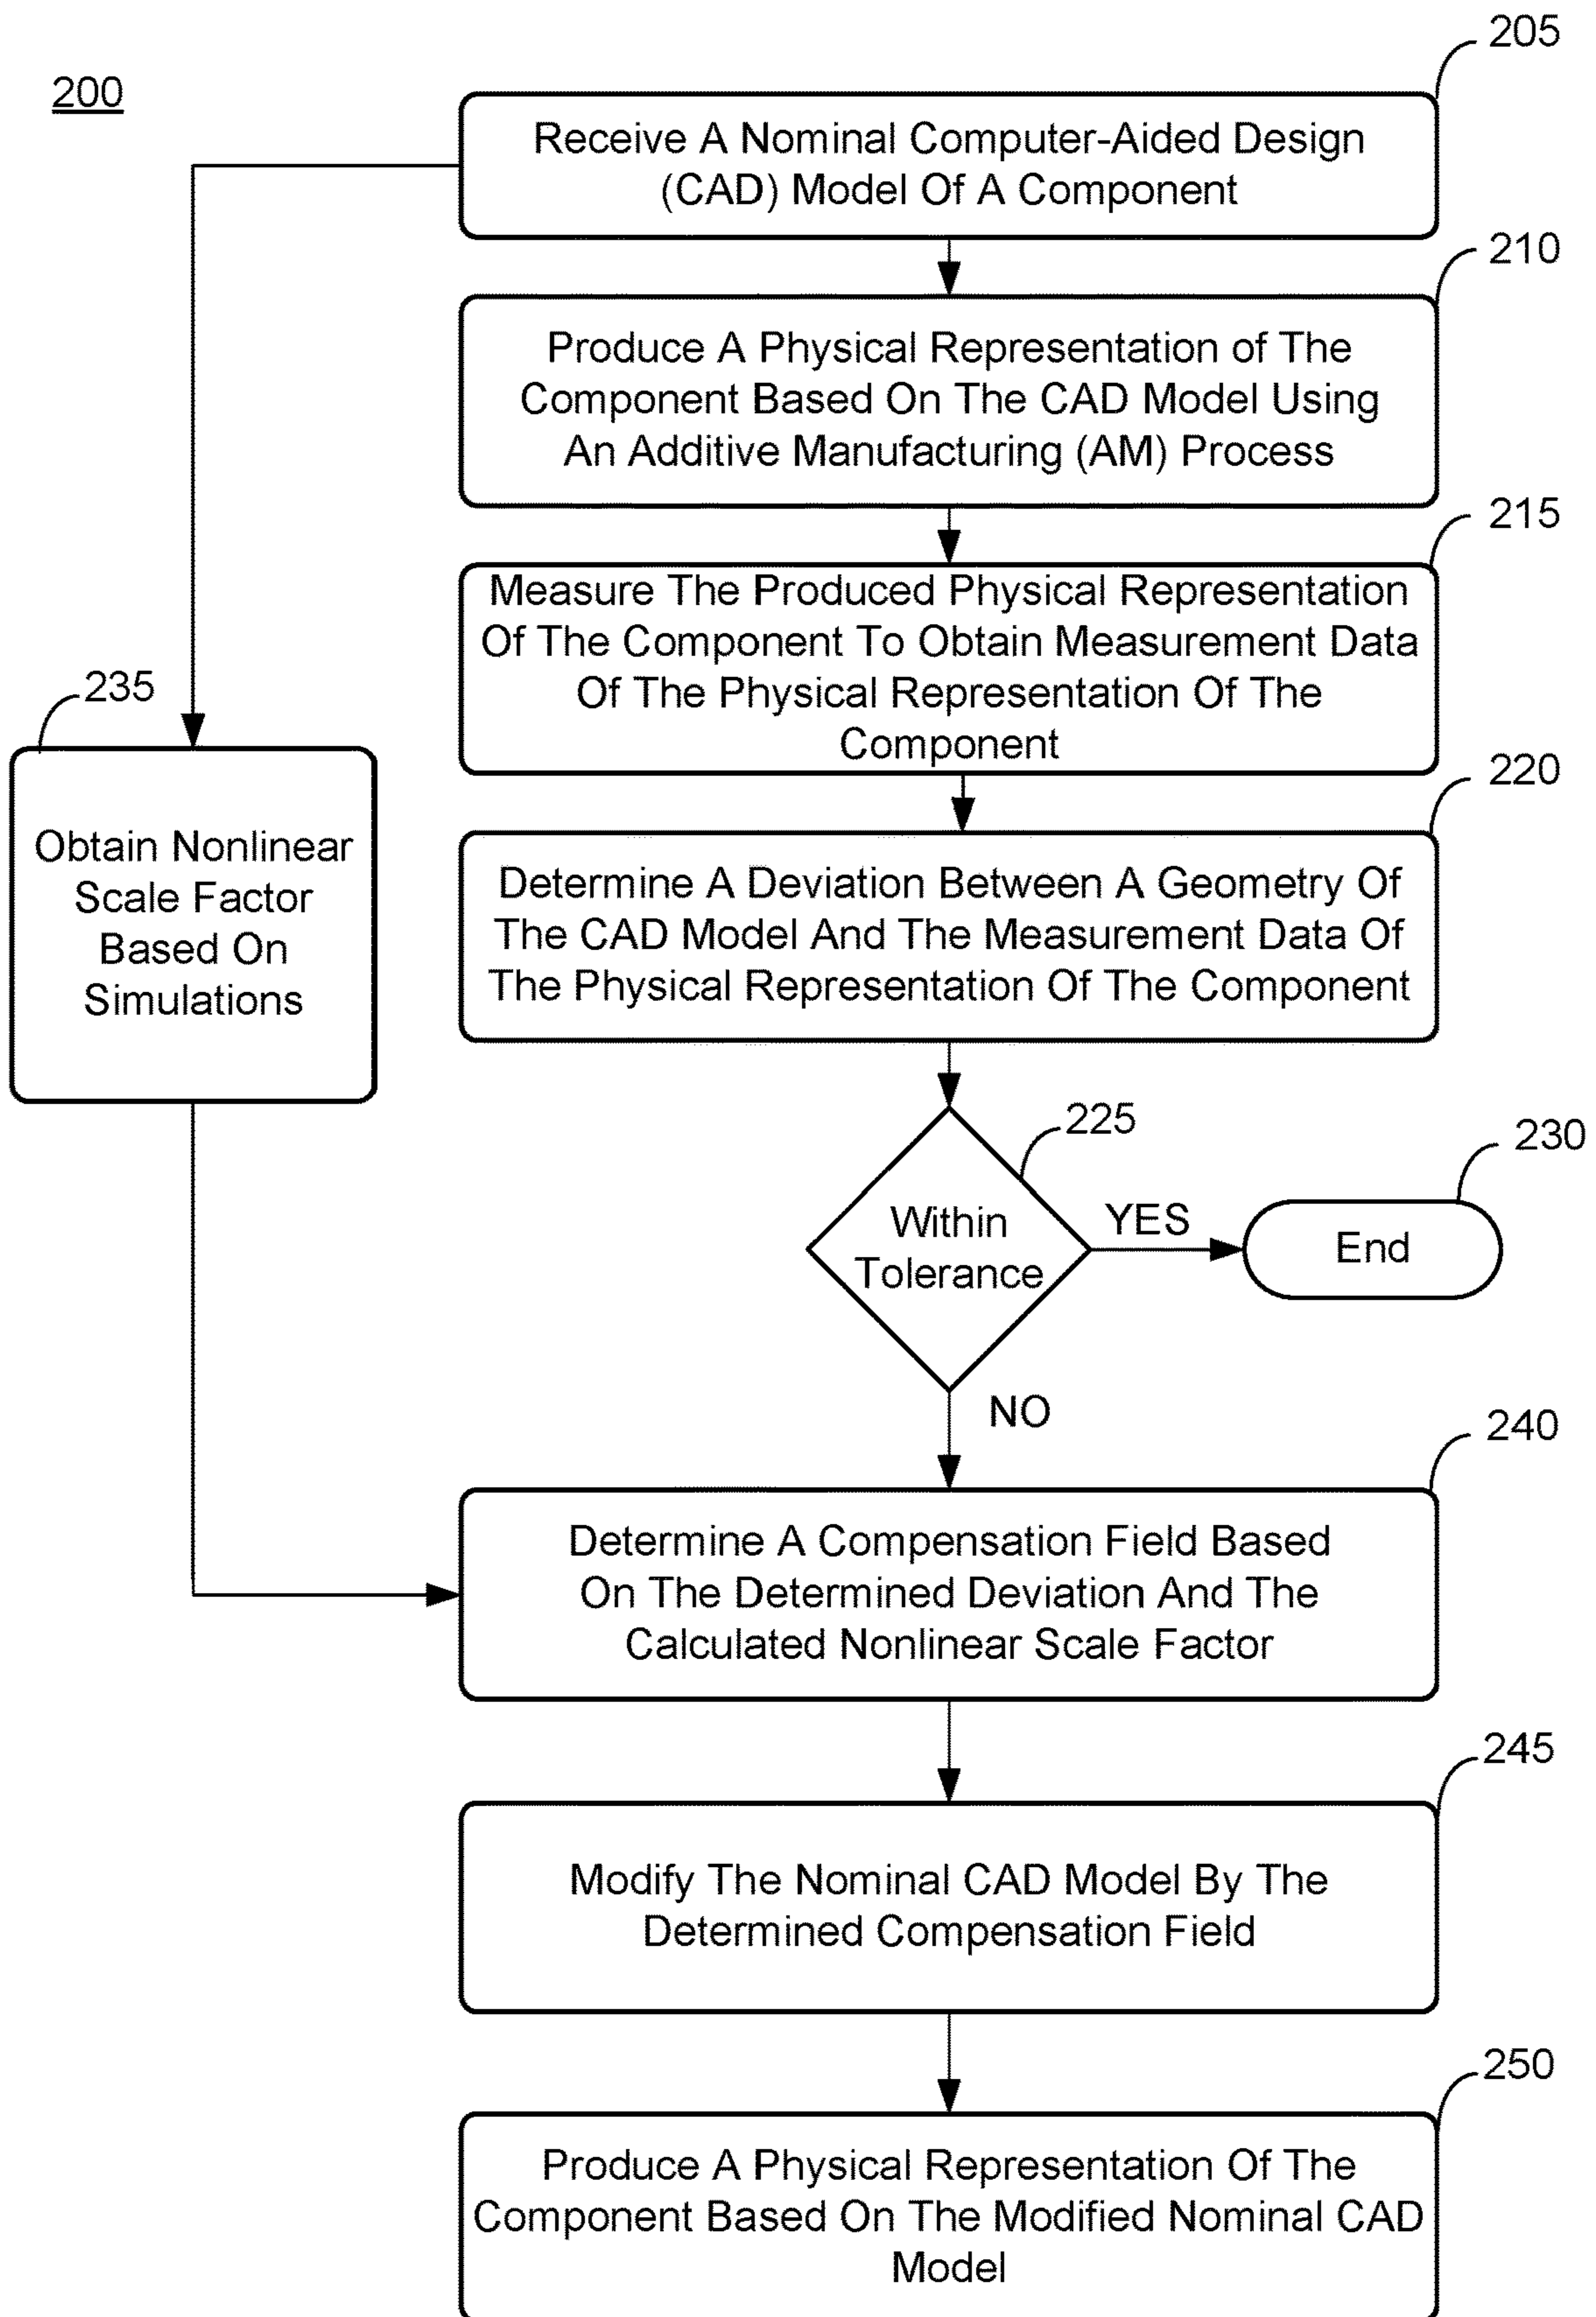 205
200
Receive A Nominal Computer-Aided Design
(CAD) Model Of A Component
210
Produce A Physical Representation of The
Component Based On The CAD Model Using
An Additive Manufacturing (AM) Process
215
Measure The Produced Physical Representation
Of The Component To Obtain Measurement Data
Of The Physical Representation Of The
Component
235
Obtain Nonlinear
Scale Factor
Based On
Simulations
220
Determine A Deviation Between A Geometry Of
The CAD Model And The Measurement Data Of
The Physical Representation Of The Component
225
Within
Tolerance
YES
230
End
NO
240
Determine A Compensation Field Based
On The Determined Deviation And The
Calculated Nonlinear Scale Factor
245
Modify The Nominal CAD Model By The
Determined Compensation Field
250
Produce A Physical Representation Of The
Component Based On The Modified Nominal CAD
Model